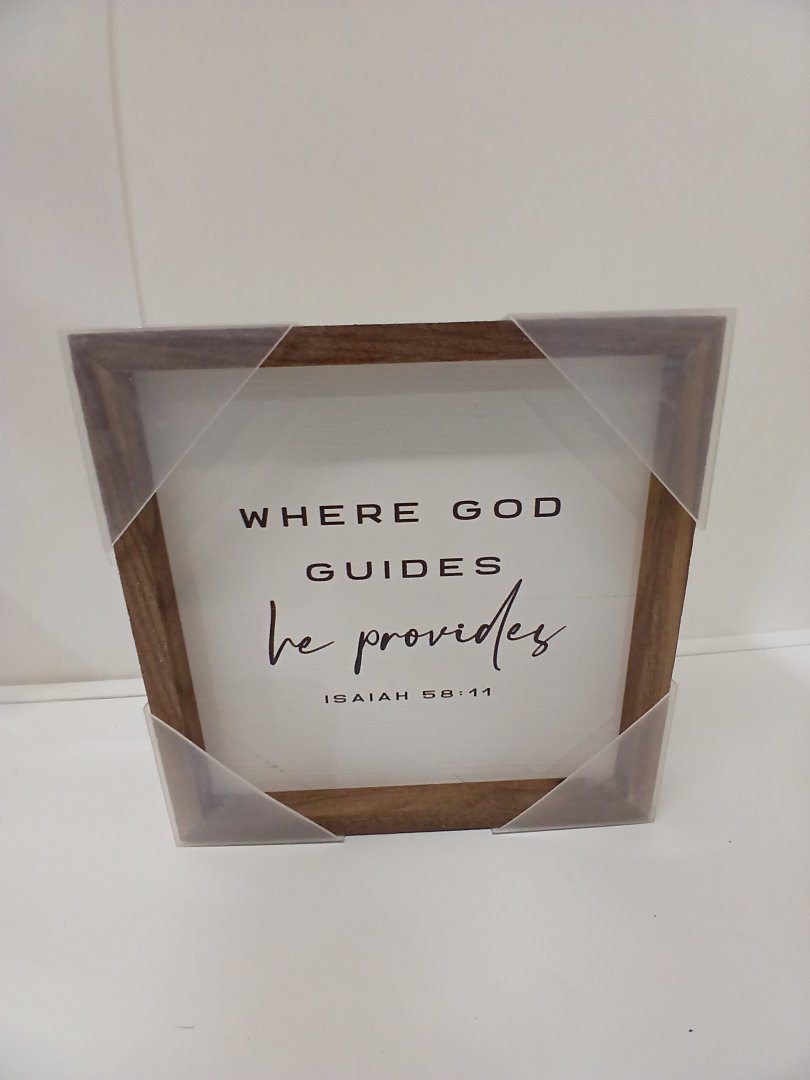 WHERE GOD
GUIDES
he provides
ISAIAH 58:11